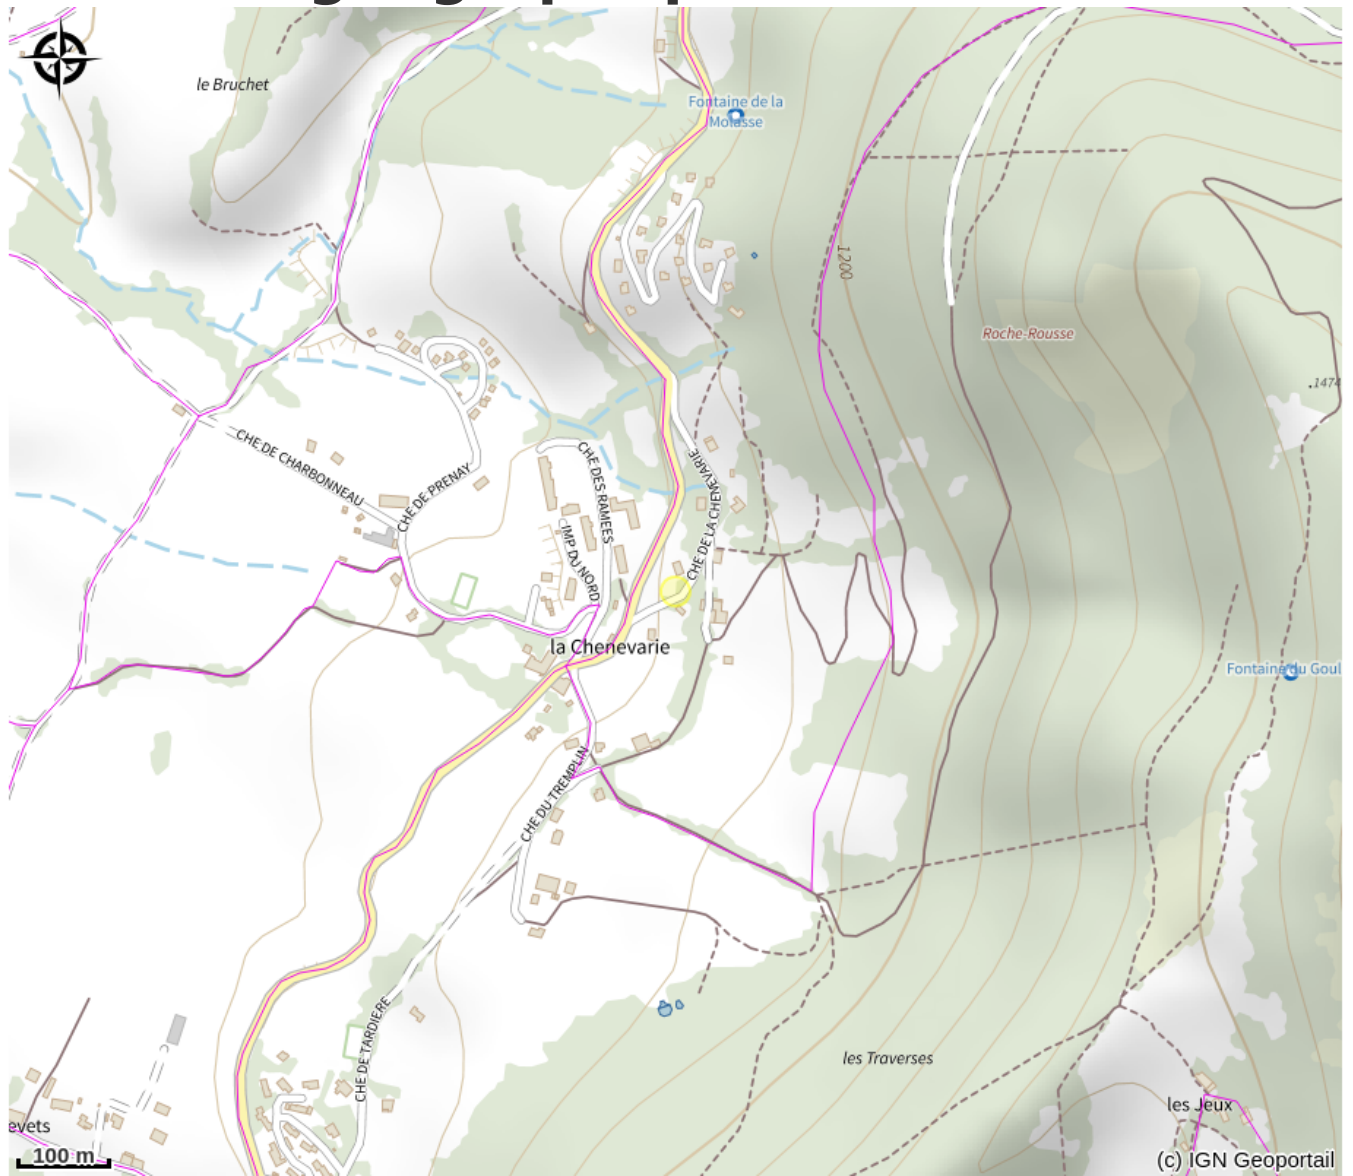 le Bruchet
Fontaine de la
Molasse
1200
Roche-Rousse
1474
CHE DE CHARBONNEAU
CHE DE PRENAY
CHE DES RAMEES
IMP DU NORD
CHE DE LA CHENEVARIE
la Chenevarie
Fontaine du Goul
CHE DU TREMPLIN
CHE DE TARDIERE
les Traverses
les Jeux
evets
100 m
(c) IGN Geoportail